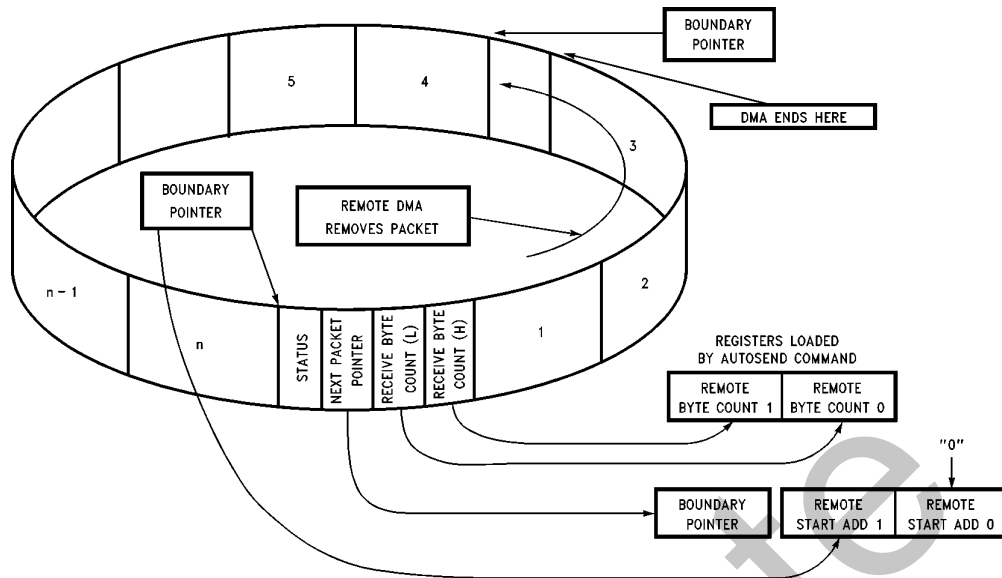 BOUNDARY
POINTER
DMA ENDS HERE
5
4
3
BOUNDARY
POINTER
REMOTE DMA
REMOVES PACKET
n - 1
n
STATUS
NEXT PACKET
POINTER
RECEIVE BYTE
COUNT (L)
RECEIVE BYTE
COUNT (H)
1
2
REGISTERS LOADED
BY AUTOSEND COMMAND
REMOTE
BYTE COUNT 1
REMOTE
BYTE COUNT 0
"0"
BOUNDARY
POINTER
REMOTE
START ADD 1
REMOTE
START ADD 0
te